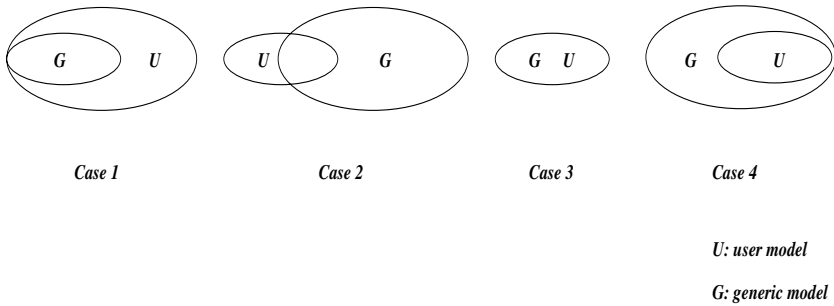 G U U G G U G U
Case 1 Case 2 Case 3 Case 4
U: user model
G: generic model